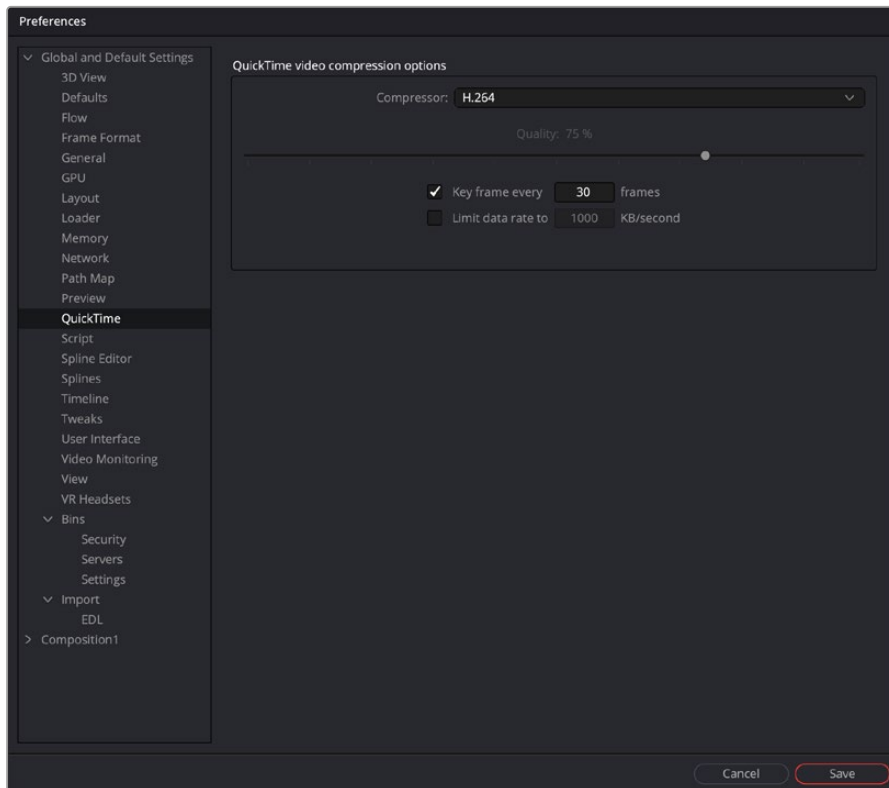 Preferences
Global and Default Settings
3D View
Defaults
Flow
Frame Format
General
GPU
Layout
Loader
Memory
Network
Path Map
Preview
QuickTime
Script
Spline Editor
Splines
Timeline
Tweaks
User Interface
Video Monitoring
View
VR Headsets
Bins
Security
Servers
Settings
Import
EDL
Composition1
QuickTime video compression options
Compressor: H.264
Quality: 75 %
Key frame every 30 frames
Limit data rate to 1000 KB/second
Cancel Save